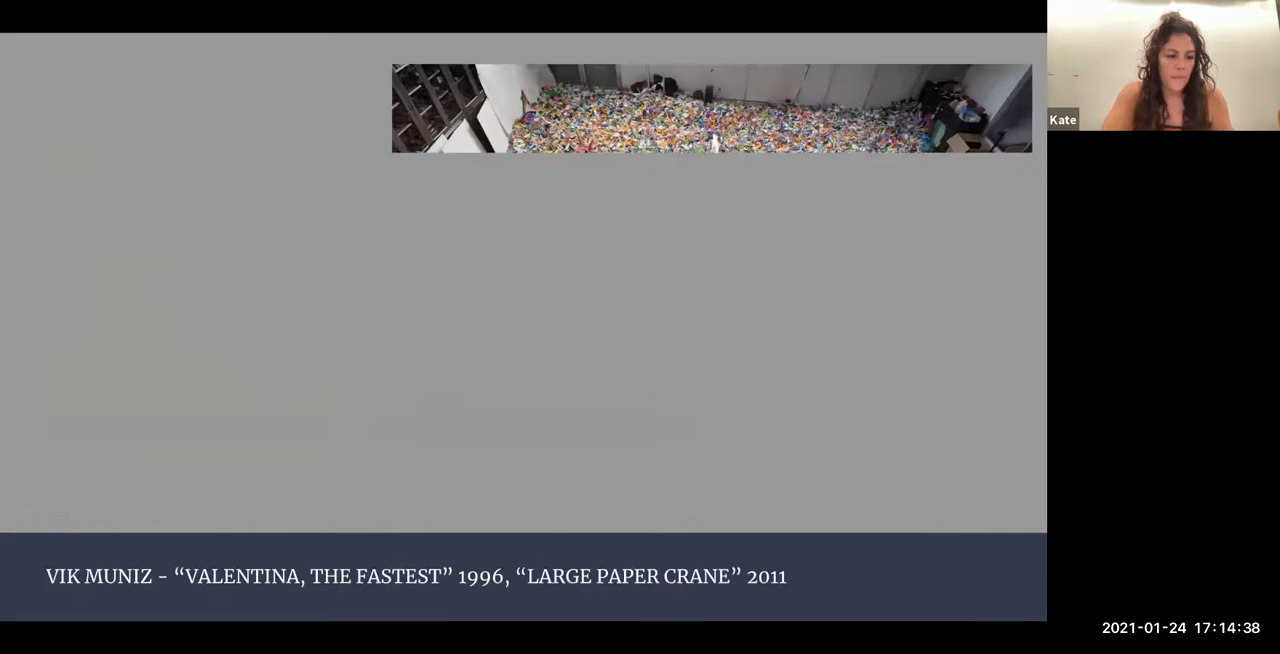 Kate
VIK MUNIZ - “VALENTINA, THE FASTEST” 1996, “LARGE PAPER CRANE” 2011
2021-01-24 17:14:38